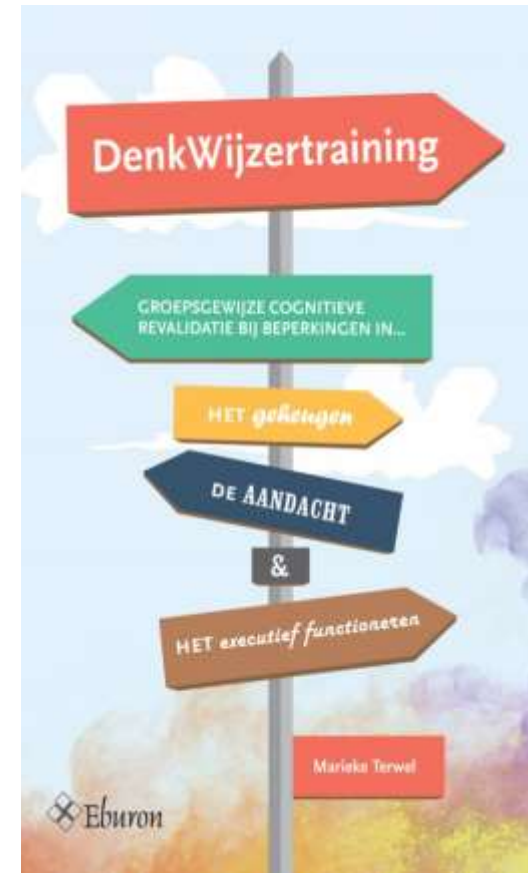 DenkWijzertraining
GROEPSGEWIJZE COGNITIEVE
REVALIDATIE BIJ BEPERKINGEN IN...
HET geheugen
DE AANDACHT
&
HET executief functioneren
Marieke Terwel
Eburon